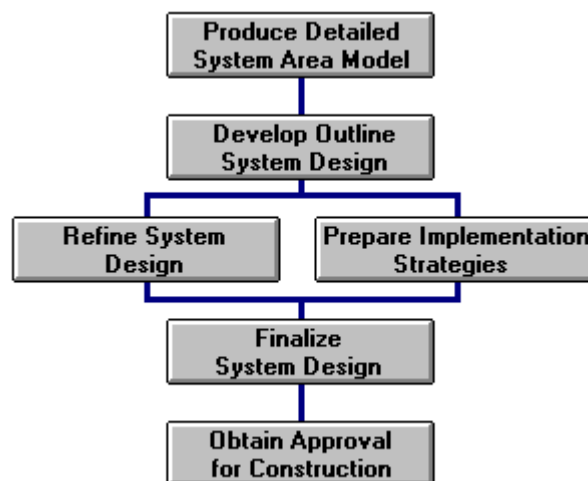 Produce Detailed
System Area Model
Develop Outline
System Design
Refine System
Design
Prepare Implementation
Strategies
Finalize
System Design
Obtain Approval
for Construction